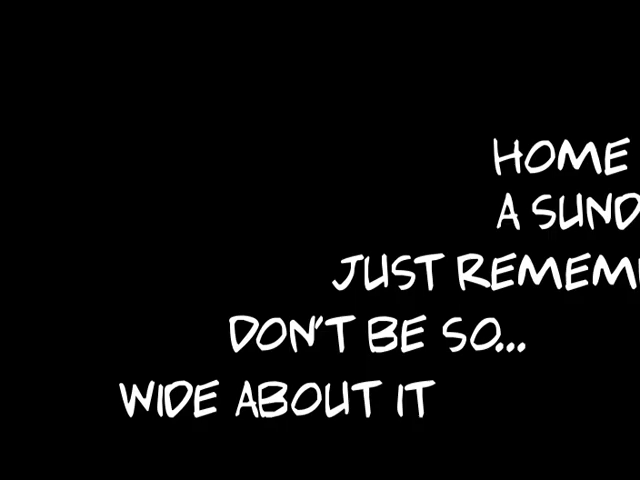 HOME
A SUND
JUST REMEM
DON'T BE SO...
WIDE ABOUT IT